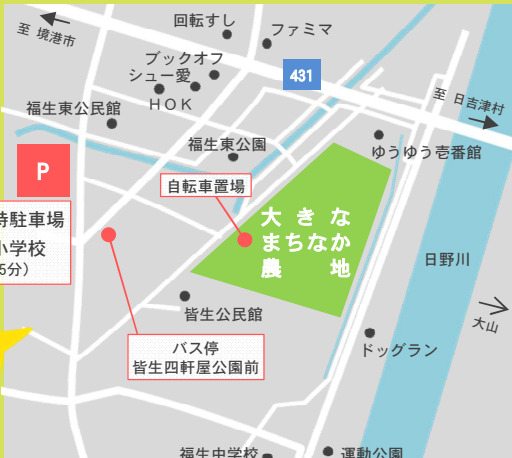 回転すし
ファミマ
至 境港市
ブックオフ
シュー愛
HOK
431
至 日吉津村
福生東公民館
福生東公園
ゆうゆう壱番館
P
自転車置場
時駐車場
小学校
5分）
大きな
まちなか
農地
日野川
大山
皆生公民館
バス停
皆生四軒屋公園前
ドッグラン
福生中学校
運動公園